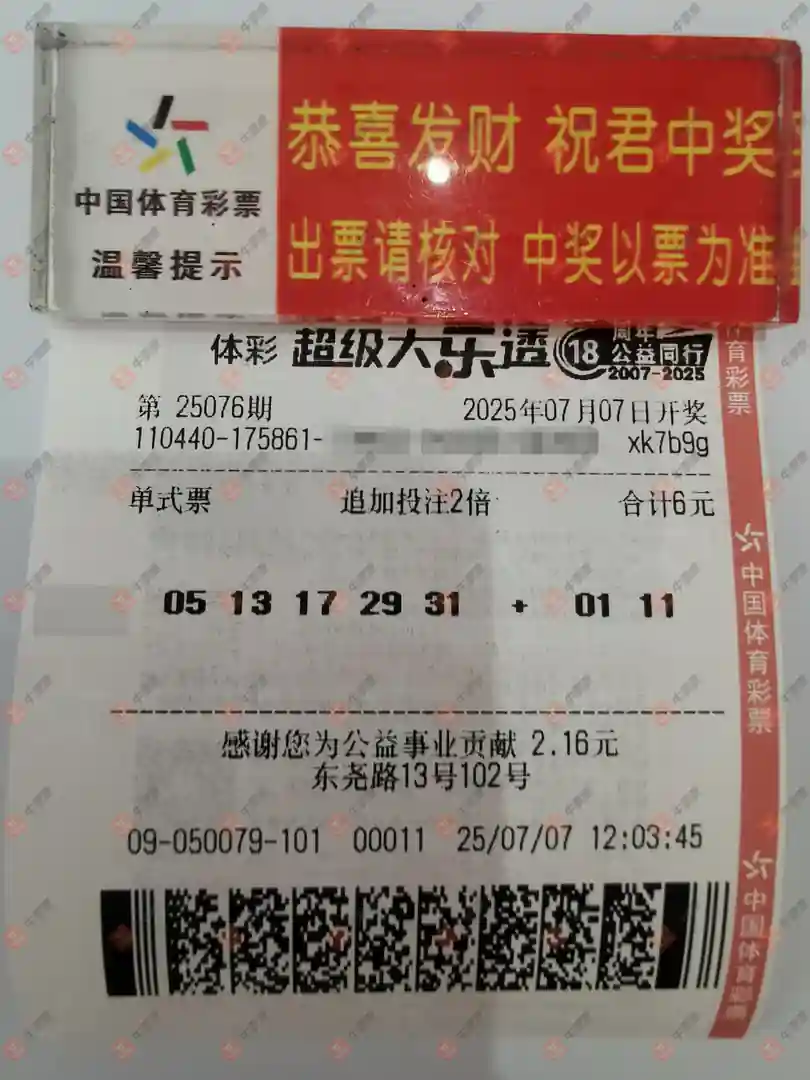 恭喜发财 祝君中奖
中国体育彩票
出票请核对 中奖以票为准
温馨提示
体彩 超级大乐透 18 周年 公益同行
2007-2025
第 25076期 2025年07月07日开奖
110440-175861- xk7b9g
单式票 追加投注2倍 合计6元
05 13 17 29 31 + 01 11
感谢您为公益事业贡献 2.16元
东尧路13号102号
09-050079-101 00011 25/07/07 12:03:45
体育彩票
中国体育彩票
中国体育彩票